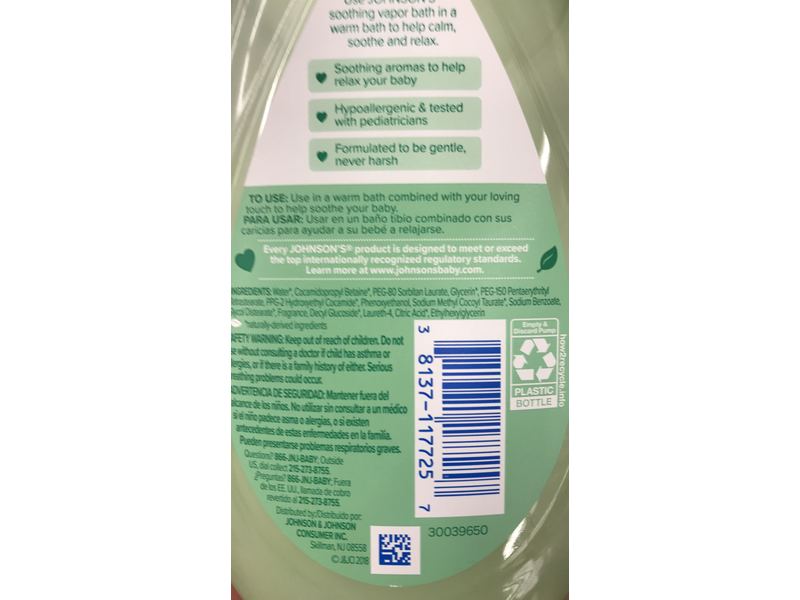 Use JOHNSON'S
soothing vapor bath in a
warm bath to help calm,
soothe and relax.
Soothing aromas to help
relax your baby
Hypoallergenic & tested
with pediatricians
Formulated to be gentle,
never harsh
TO USE: Use in a warm bath combined with your loving
touch to help soothe your baby.
PARA USAR: Usar en un baño tibio combinado con sus
caricias para ayudar a su bebé a relajarse.
Every JOHNSON'S® product is designed to meet or exceed
the top internationally recognized regulatory standards.
Learn more at www.johnsonsbaby.com.
INGREDIENTS: Water*, Cocamidopropyl Betaine*, PEG-80 Sorbitan Laurate, Glycerin*, PEG-150 Pentaerythrityl
Tetrastearate, PPG-2 Hydroxyethyl Cocamide*, Phenoxyethanol, Sodium Methyl Cocoyl Taurate*, Sodium Benzoate,
Glycol Distearate*, Fragrance, Decyl Glucoside*, Laureth-4, Citric Acid*, Ethylhexylglycerin
*naturally-derived ingredients
SAFETY WARNING: Keep out of reach of children. Do not
use without consulting a doctor if child has asthma or
allergies, or if there is a family history of either. Serious
breathing problems could occur.
ADVERTENCIA DE SEGURIDAD: Mantener fuera del
alcance de los niños. No utilizar sin consultar a un médico
si el niño padece asma o alergias, o si existen
antecedentes de estas enfermedades en la familia.
Pueden presentarse problemas respiratorios graves.
Questions? 866-JNJ-BABY; Outside
US, dial collect 215-273-8755.
¿Preguntas? 866-JNJ-BABY; Fuera
de los EE. UU., llamada de cobro
revertido al 215-273-8755.
Distributed by:/Distribuido por:
JOHNSON & JOHNSON
CONSUMER INC.
Skillman, NJ 08558
© J&JCI 2018
3 8137-117725 7
30039650
Empty &
Discard Pump
PLASTIC
BOTTLE
how2recycle.info